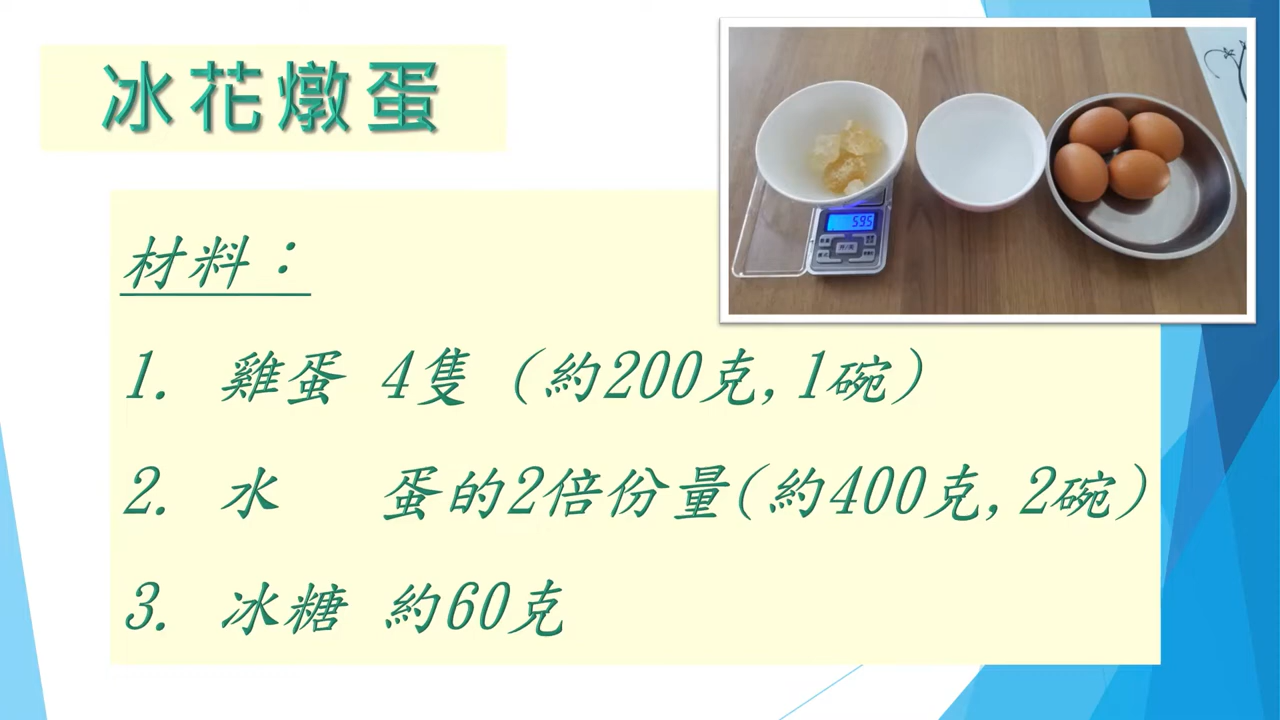 冰花燉蛋
材料：
1. 雞蛋 4隻 (約200克,1碗)
2. 水 蛋的2倍份量(約400克,2碗)
3. 冰糖 約60克
595